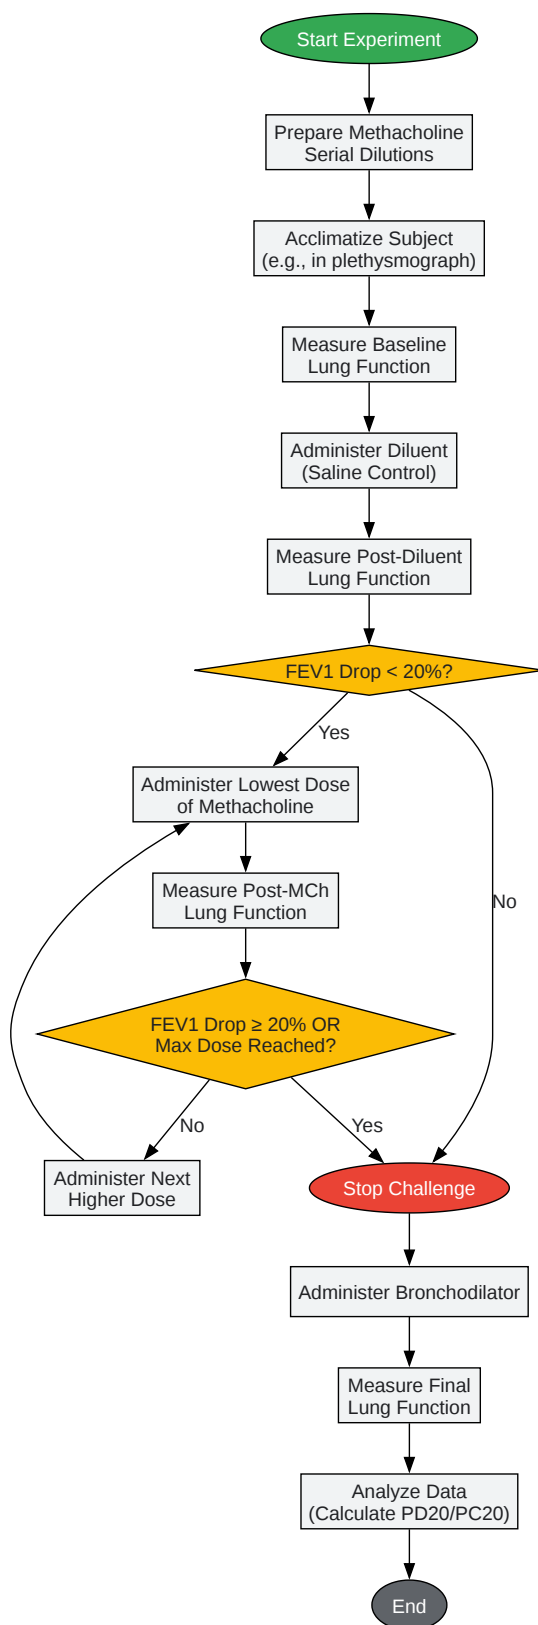 Start Experiment
Prepare Methacholine
Serial Dilutions
Acclimatize Subject
(e.g., in plethysmograph)
Measure Baseline
Lung Function
Administer Diluent
(Saline Control)
Measure Post-Diluent
Lung Function
FEV1 Drop < 20%?
Yes
Administer Lowest Dose
of Methacholine
Measure Post-MCh
Lung Function
No
FEV1 Drop ≥ 20% OR
Max Dose Reached?
No
Yes
Administer Next
Higher Dose
Stop Challenge
Administer Bronchodilator
Measure Final
Lung Function
Analyze Data
(Calculate PD20/PC20)
End